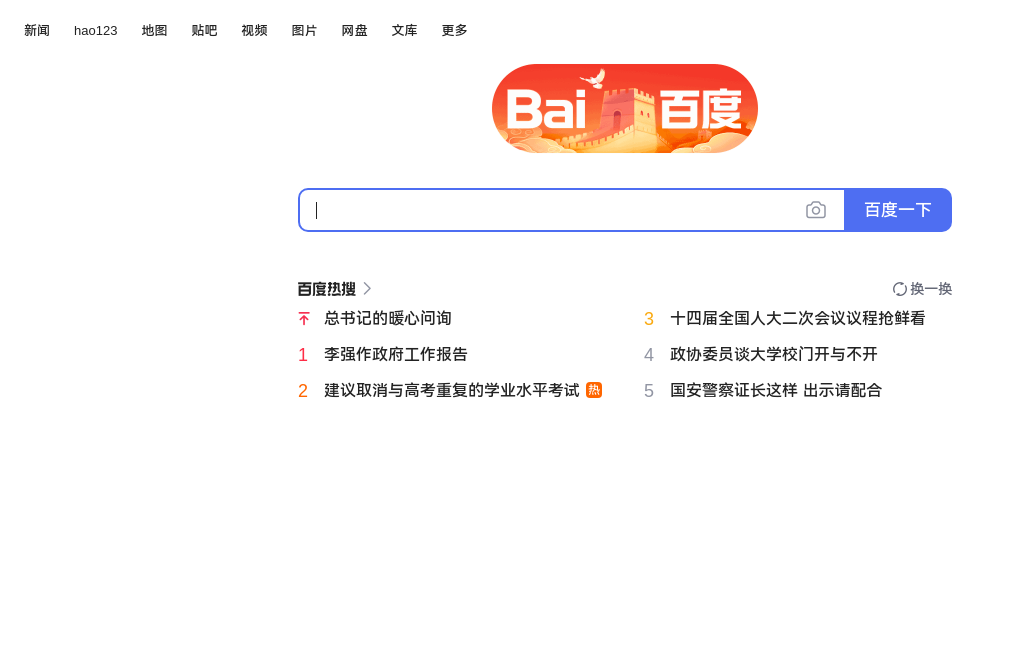 新闻 hao123 地图 贴吧 视频 图片 网盘 文库 更多
Bai 百度
百度一下
百度热搜
换一换
总书记的暖心问询
1 李强作政府工作报告
2 建议取消与高考重复的学业水平考试 热
3 十四届全国人大二次会议议程抢鲜看
4 政协委员谈大学校门开与不开
5 国安警察证长这样 出示请配合